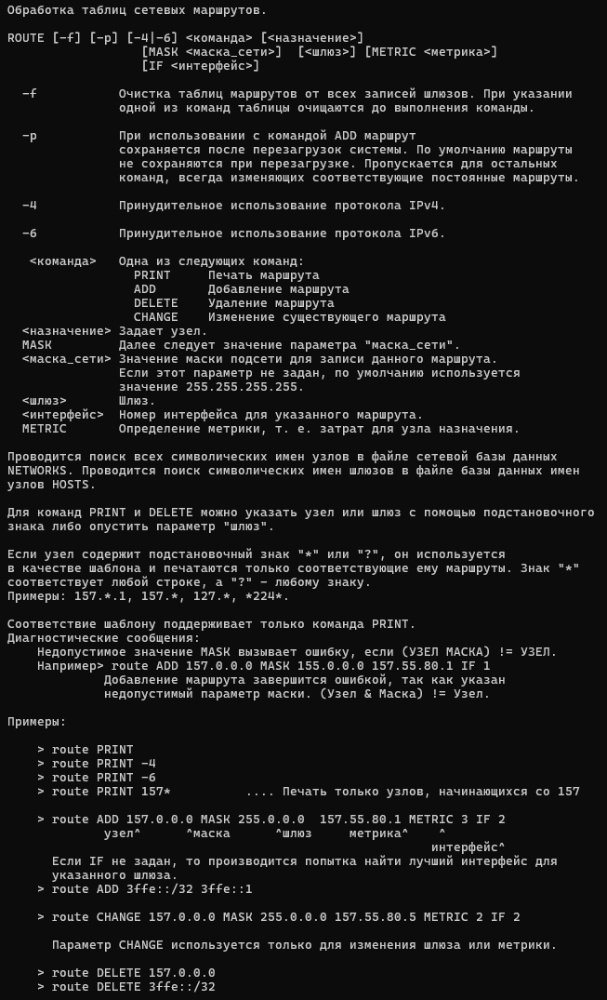 Обработка таблиц сетевых маршрутов.

ROUTE [-f] [-p] [-4|-6] <команда> [<назначение>]
                  [MASK <маска_сети>]  [<шлюз>] [METRIC <метрика>]
                  [IF <интерфейс>]

  -f           Очистка таблиц маршрутов от всех записей шлюзов. При указании
               одной из команд таблицы очищаются до выполнения команды.

  -p           При использовании с командой ADD маршрут
               сохраняется после перезагрузок системы. По умолчанию маршруты
               не сохраняются при перезагрузке. Пропускается для остальных
               команд, всегда изменяющих соответствующие постоянные маршруты.

  -4           Принудительное использование протокола IPv4.

  -6           Принудительное использование протокола IPv6.

   <команда>   Одна из следующих команд:
                 PRINT     Печать маршрута
                 ADD       Добавление маршрута
                 DELETE    Удаление маршрута
                 CHANGE    Изменение существующего маршрута
  <назначение> Задает узел.
  MASK         Далее следует значение параметра "маска_сети".
  <маска_сети> Значение маски подсети для записи данного маршрута.
               Если этот параметр не задан, по умолчанию используется
               значение 255.255.255.255.
  <шлюз>       Шлюз.
  <интерфейс>  Номер интерфейса для указанного маршрута.
  METRIC       Определение метрики, т. е. затрат для узла назначения.

Проводится поиск всех символических имен узлов в файле сетевой базы данных
NETWORKS. Проводится поиск символических имен шлюзов в файле базы данных имен
узлов HOSTS.

Для команд PRINT и DELETE можно указать узел или шлюз с помощью подстановочного
знака либо опустить параметр "шлюз".

Если узел содержит подстановочный знак "*" или "?", он используется
в качестве шаблона и печатаются только соответствующие ему маршруты. Знак "*"
соответствует любой строке, а "?" - любому знаку.
Примеры: 157.*.1, 157.*, 127.*, *224*.

Соответствие шаблону поддерживает только команда PRINT.
Диагностические сообщения:
    Недопустимое значение MASK вызывает ошибку, если (УЗЕЛ МАСКА) != УЗЕЛ.
    Например> route ADD 157.0.0.0 MASK 155.0.0.0 157.55.80.1 IF 1
             Добавление маршрута завершится ошибкой, так как указан
             недопустимый параметр маски. (Узел & Маска) != Узел.

Примеры:

    > route PRINT
    > route PRINT -4
    > route PRINT -6
    > route PRINT 157*          .... Печать только узлов, начинающихся со 157

    > route ADD 157.0.0.0 MASK 255.0.0.0  157.55.80.1 METRIC 3 IF 2
             узел^      ^маска      ^шлюз     метрика^    ^
                                                         интерфейс^
      Если IF не задан, то производится попытка найти лучший интерфейс для
      указанного шлюза.
    > route ADD 3ffe::/32 3ffe::1

    > route CHANGE 157.0.0.0 MASK 255.0.0.0 157.55.80.5 METRIC 2 IF 2

      Параметр CHANGE используется только для изменения шлюза или метрики.

    > route DELETE 157.0.0.0
    > route DELETE 3ffe::/32